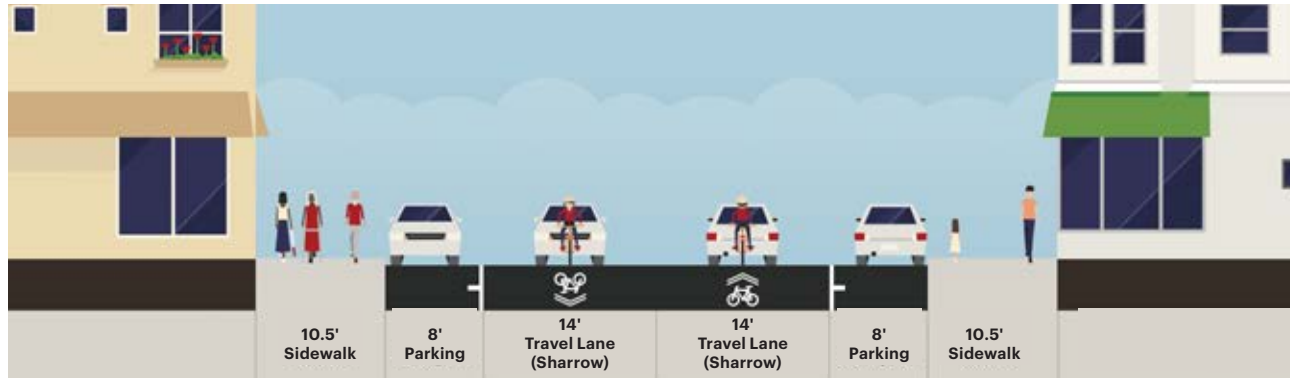 10.5'
Sidewalk
8'
Parking
14'
Travel Lane
(Sharrow)
14'
Travel Lane
(Sharrow)
8'
Parking
10.5'
Sidewalk